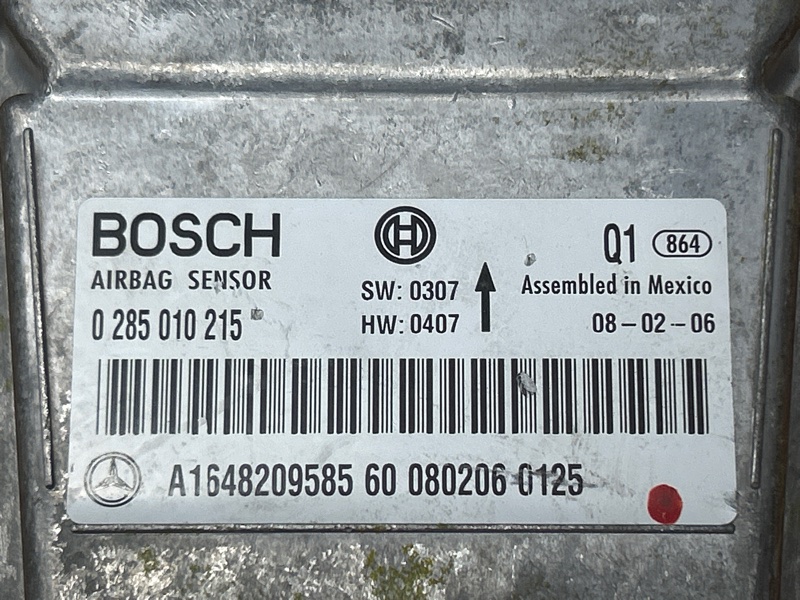 BOSCH
Q1 864
AIRBAG SENSOR
SW: 0307
Assembled in Mexico
0 285 010 215
HW: 0407
08-02-06
A1648209585 60 080206 0125